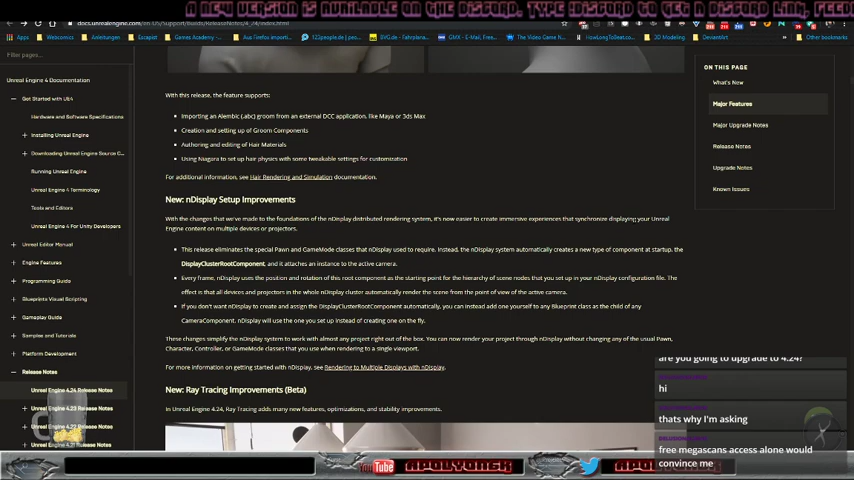 A NEW VERSION IS AVAILABLE ON THE DISCORD. TYPE
docs.unrealengine.com/en-US/Support/Builds/ReleaseNotes/4_24/index.html
Apps
Webcomics
Anleitungen
Escapist
Games Academy -...
Aus Firefox importi...
123people.de | peo...
BVG.de - Fahrplane...
GMX - E-Mail, Free...
The Video Game N...
HowLongToBeat.co...
3D Modeling
DeviantArt
Other bookmarks
Filter pages...
Unreal Engine 4 Documentation
Get Started with UE4
Hardware and Software Specifications
Installing Unreal Engine
Downloading Unreal Engine Source C...
Running Unreal Engine
Unreal Engine 4 Terminology
Tools and Editors
Unreal Engine 4 For Unity Developers
Unreal Editor Manual
Engine Features
Programming Guide
Blueprints Visual Scripting
Gameplay Guide
Samples and Tutorials
Platform Development
Release Notes
Unreal Engine 4.24 Release Notes
Unreal Engine 4.23 Release Notes
Unreal Engine 4.22 Release Notes
Unreal Engine 4.21 Release Notes
With this release, the feature supports:
Importing an Alembic (.abc) groom from an external DCC application, like Maya or 3ds Max
Creation and setting up of Groom Components
Authoring and editing of Hair Materials
Using Niagara to set up hair physics with some tweakable settings for customization
For additional information, see Hair Rendering and Simulation documentation.
New: nDisplay Setup Improvements
With the changes that we've made to the foundations of the nDisplay distributed rendering system, it's now easier to create immersive experiences that synchronize displaying your Unreal
Engine content on multiple devices or projectors.
This release eliminates the special Pawn and GameMode classes that nDisplay used to require. Instead, the nDisplay system automatically creates a new type of component at startup, the
DisplayClusterRootComponent, and it attaches an instance to the active camera.
Every frame, nDisplay uses the position and rotation of this root component as the starting point for the hierarchy of scene nodes that you set up in your nDisplay configuration file. The
effect is that all devices and projectors in the whole cluster automatically render the scene from the point of view of the active camera.
If you don't want nDisplay to create and assign the DisplayClusterRootComponent automatically, you can instead add one yourself to any Blueprint class as the child of any
CameraComponent. nDisplay will use the one you set up instead of creating one on the fly.
These changes simplify the nDisplay system to work with almost any project right out of the box. You can now render your project through nDisplay without changing any of the usual Pawn,
Character, Controller, or GameMode classes that you use when rendering to a single viewport.
For more information on getting started with nDisplay, see Rendering to Multiple Displays with nDisplay.
New: Ray Tracing Improvements (Beta)
In Unreal Engine 4.24, Ray Tracing adds many new features, optimizations, and stability improvements.
ON THIS PAGE
What's New
Major Features
Major Upgrade Notes
Release Notes
Upgrade Notes
Known Issues
are you going to upgrade to 4.24?
hi
thats why I'm asking
free megascans access alone would
convince me
You Tube
APOLYONER